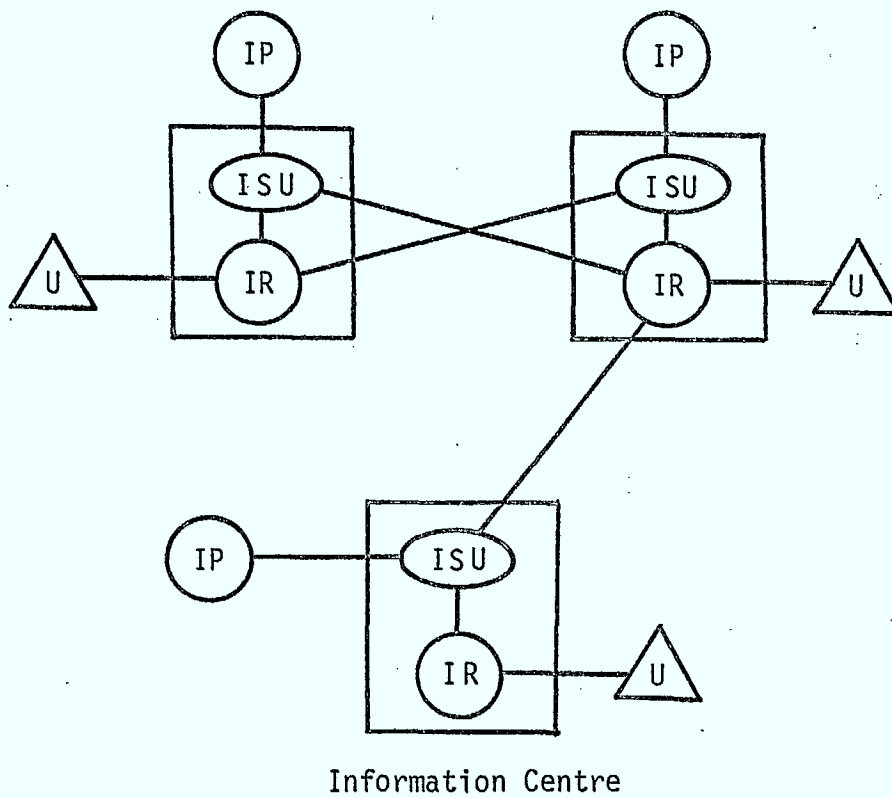 IP IP
ISU ISU
U IR IR U
IP ISU
IR U
Information Centre